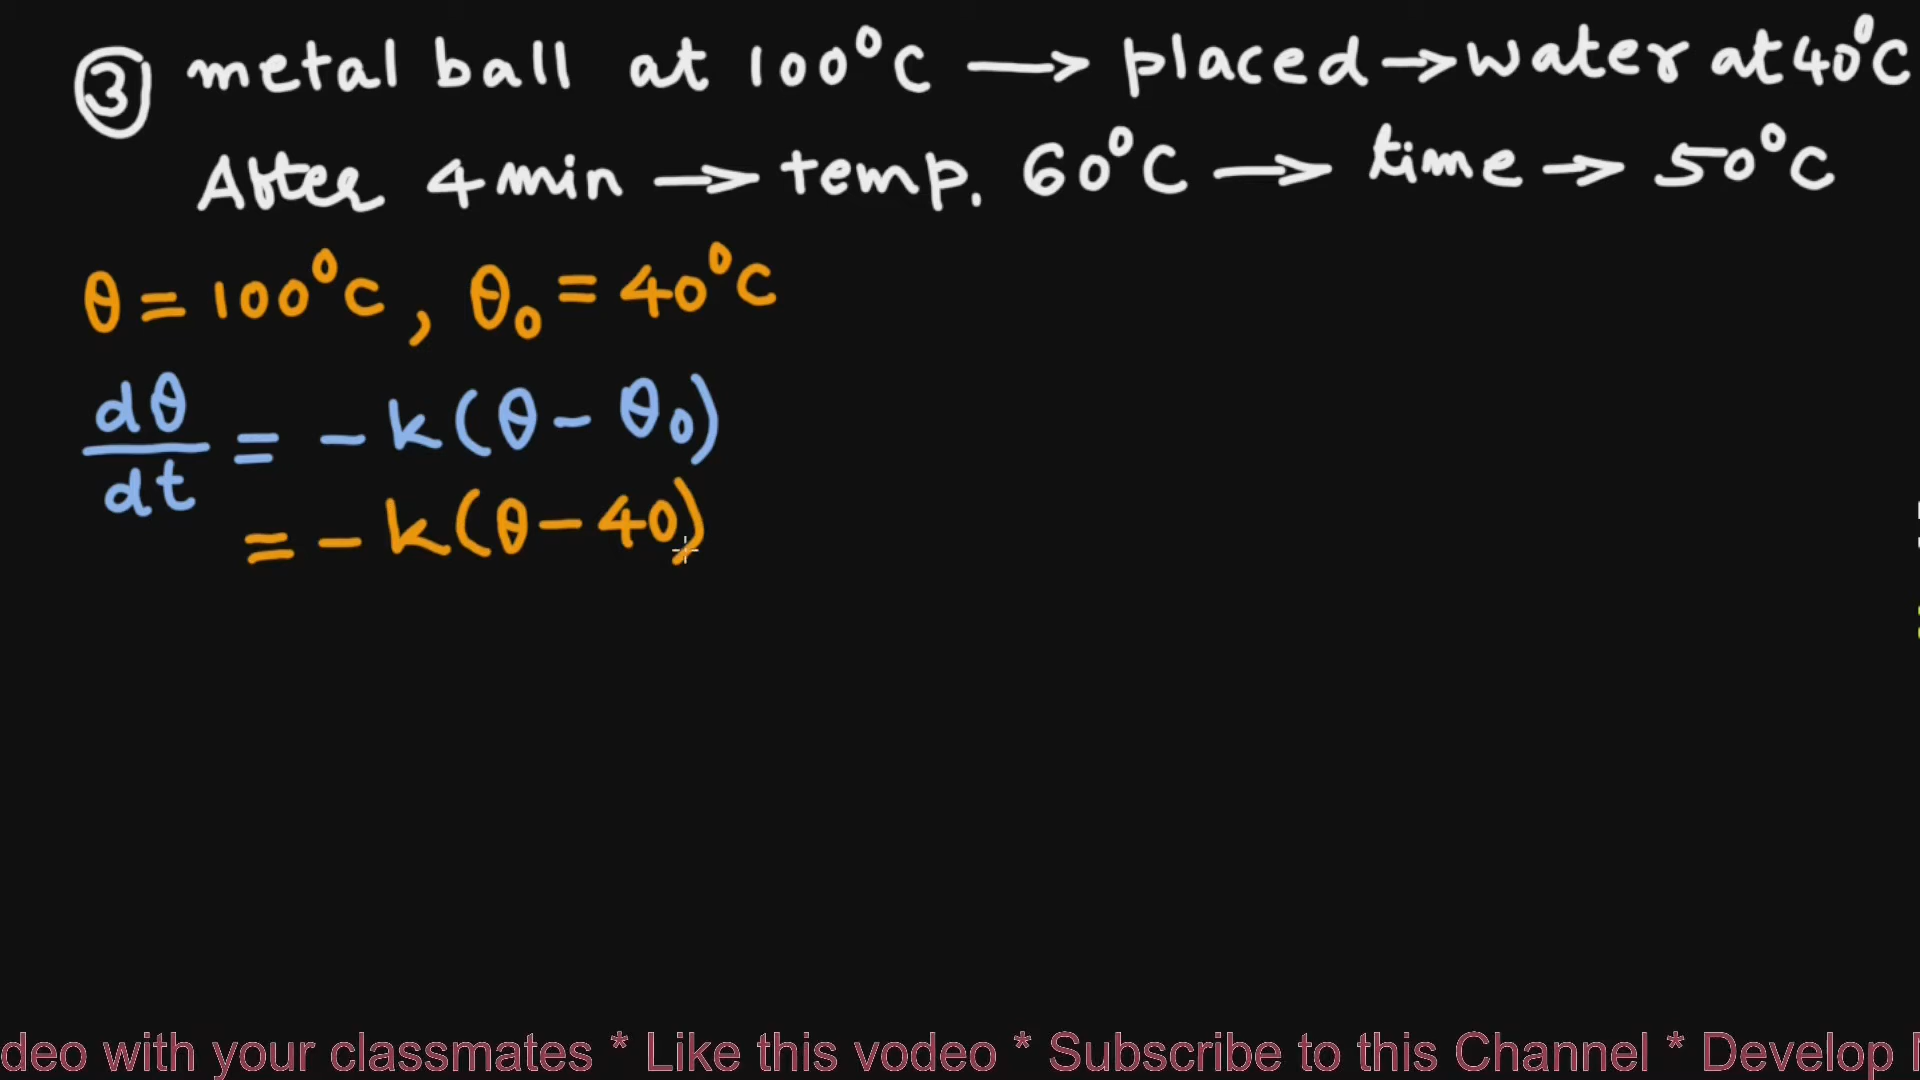 ③ metal ball at 100°C → placed → water at 40°C
After 4 min → temp. 60°C → time → 50°C
θ = 100°C, θ₀ = 40°C
dθ/dt = - k(θ - θ₀)
= - k(θ - 40)
deo with your classmates * Like this vodeo * Subscribe to this Channel * Develop